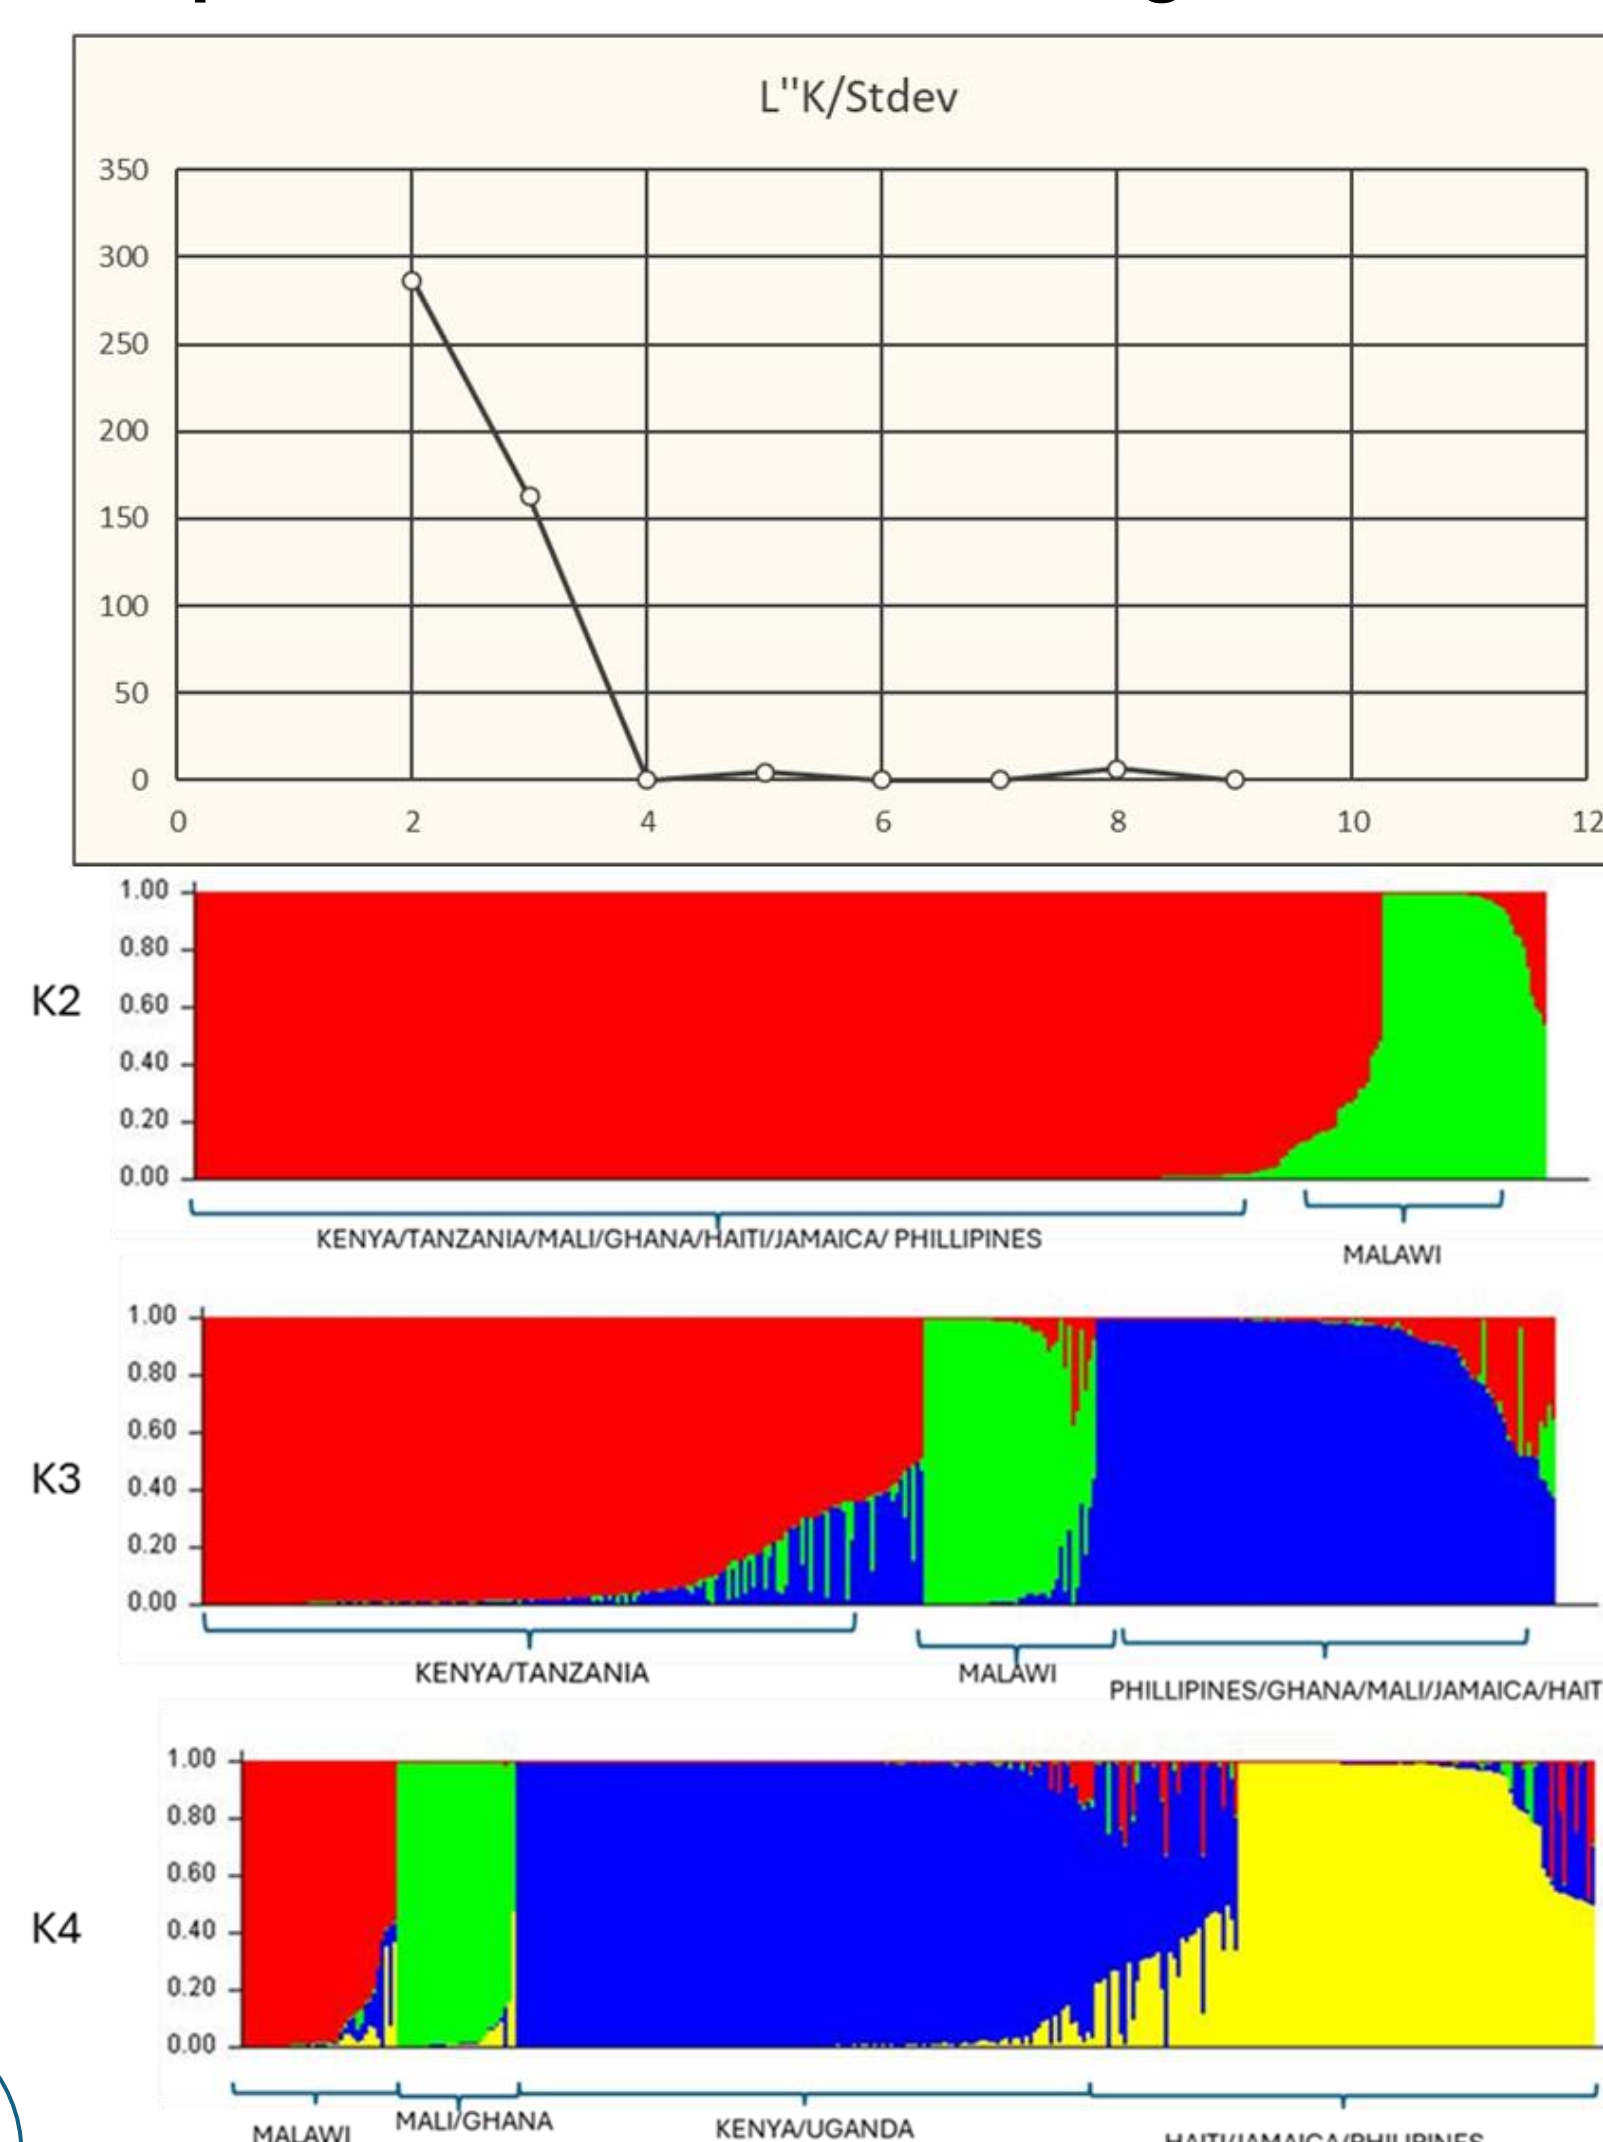 L"K/Stdev
350
300
250
200
150
100
50
0
0 2 4 6 8 10 12
K2
1.00
0.80
0.60
0.40
0.20
0.00
KENYA/TANZANIA/MALI/GHANA/HAITI/JAMAICA/ PHILLIPINES
MALAWI
K3
1.00
0.80
0.60
0.40
0.20
0.00
KENYA/TANZANIA
MALAWI
PHILLIPINES/GHANA/MALI/JAMAICA/HAIT
K4
1.00
0.80
0.60
0.40
0.20
0.00
MALAWI
MALI/GHANA
KENYA/UGANDA
HAITI/JAMAICA/PHILIPINES